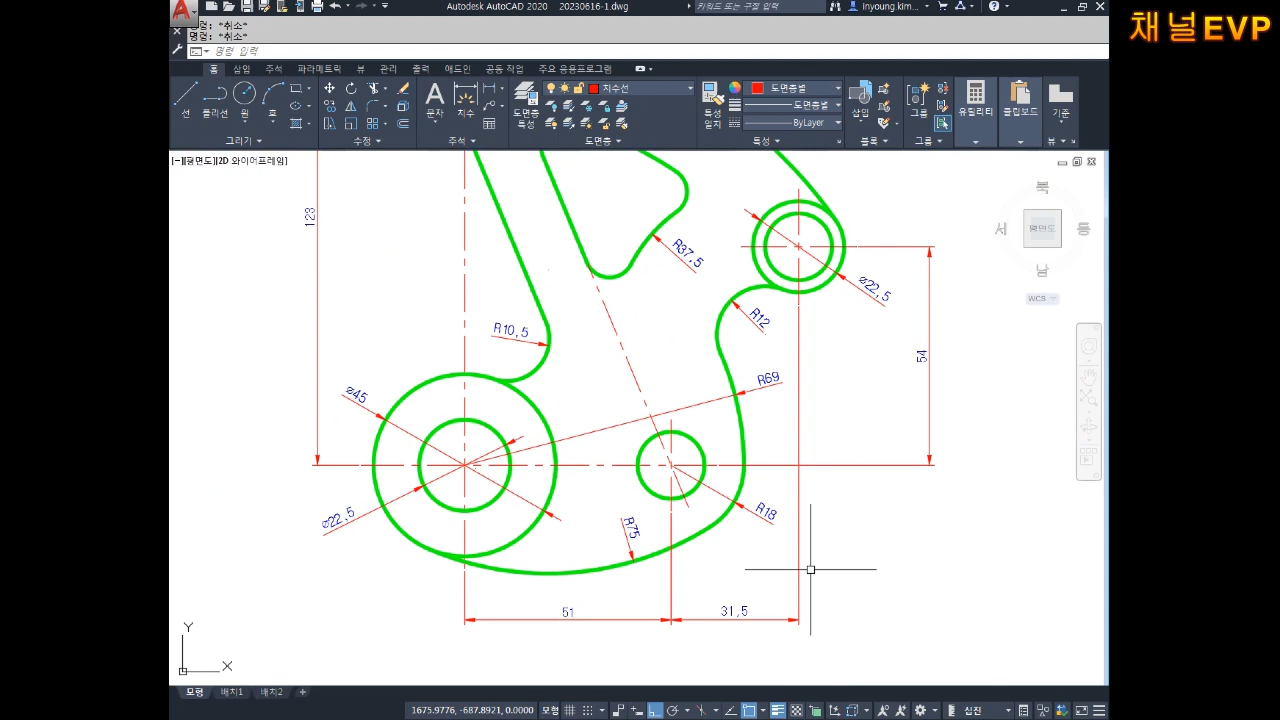 채널EVP
Autodesk AutoCAD 2020 20230616-1.dwg
키워드 또는 구절 입력
inyoung.kim...
명령: *취소*
명령: *취소*
명령 입력
홈 삽입 주석 파라메트릭 뷰 관리 출력 애드인 공동 작업 주요 응용프로그램
선 폴리선 원 호
문자 치수
도면층 특성
치수선
특성 일치
도면층별
도면층별
ByLayer
삽입
그룹
유틸리티
클립보드
기준
그리기 수정 주석 도면층 특성 블록 그룹 뷰
[-][평면도][2D 와이어프레임]
북
서 평면도 동
남
WCS
123
R37,5
⌀22,5
R12
R10,5
54
R69
⌀45
⌀22,5
R75
R18
51
31,5
Y
X
모형 배치1 배치2 +
1675.9776, -687.8921, 0.0000 모형
십진